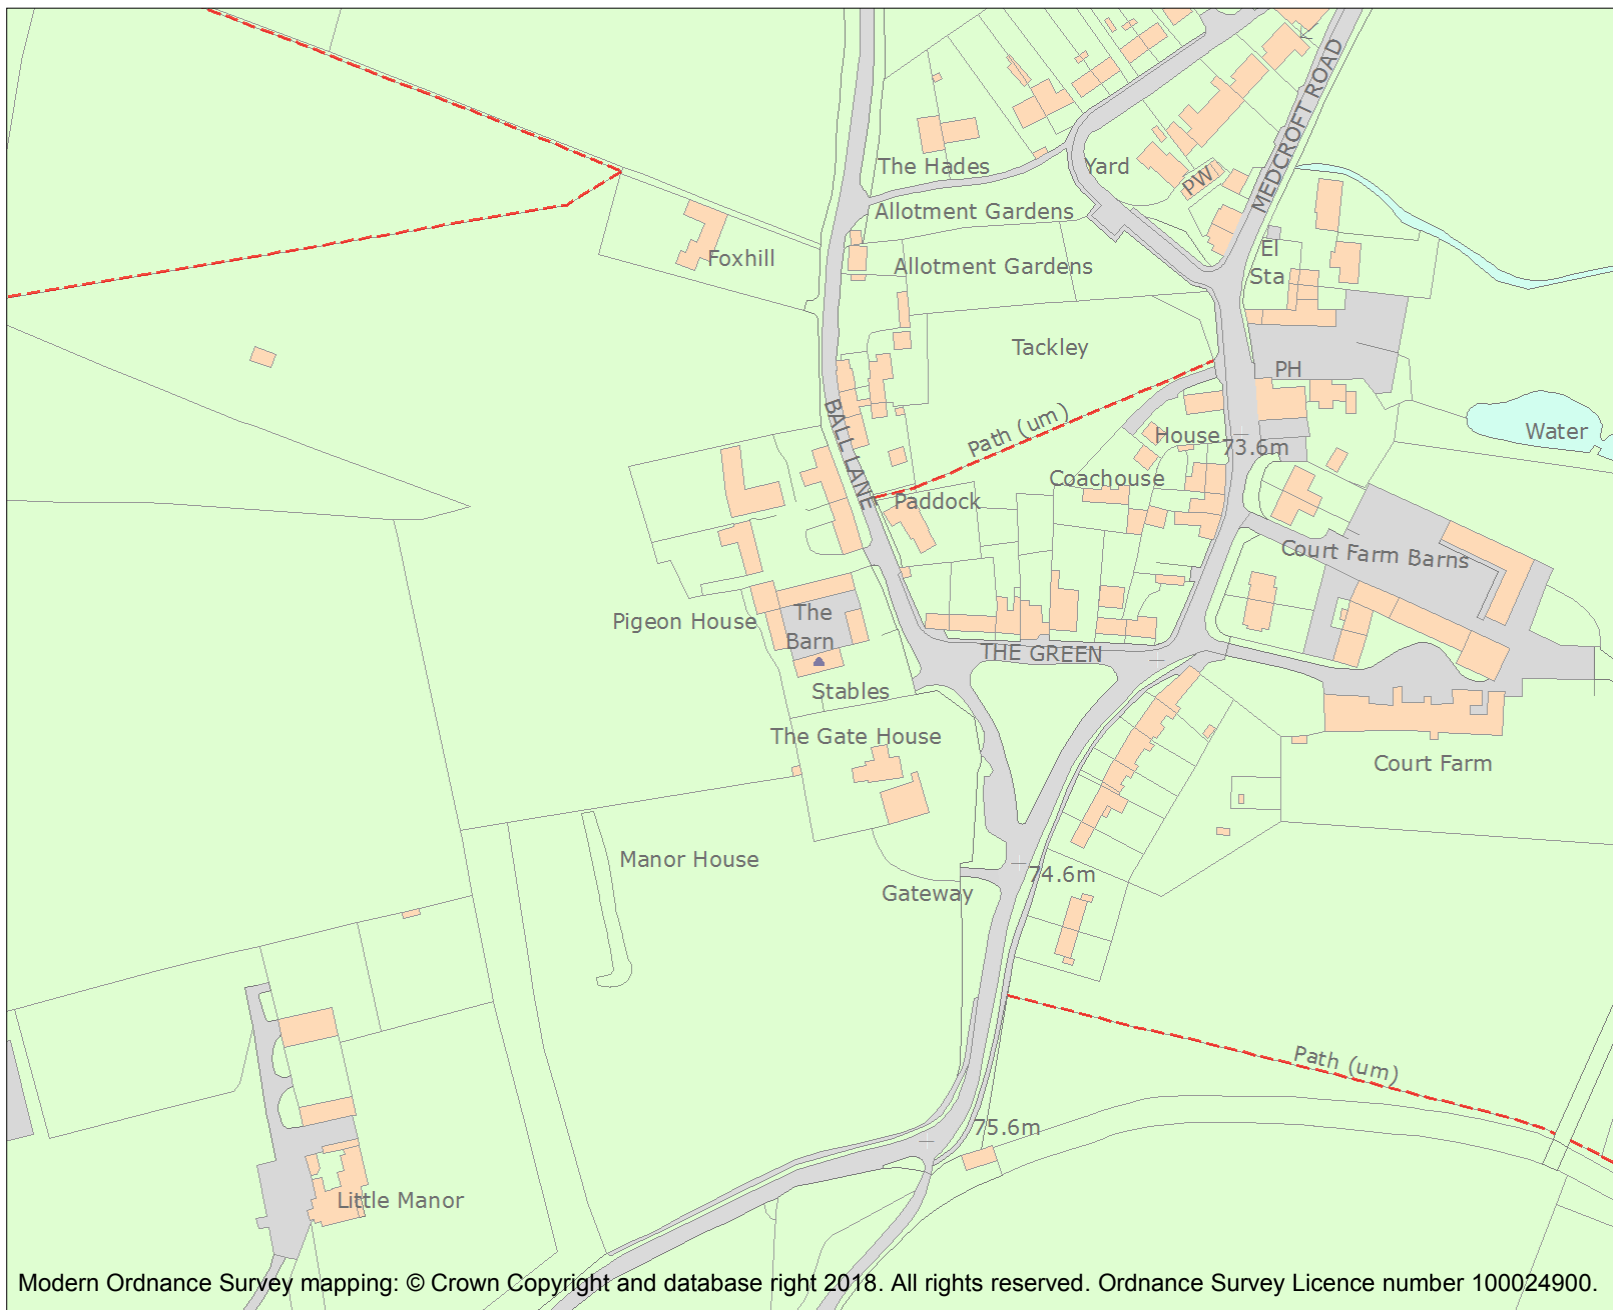 MEDCROFT ROAD
The Hades
Yard
PW
Allotment Gardens
El
Sta
Foxhill
Allotment Gardens
Tackley
PH
BALL LANE
Path (um)
House
73.6m
Water
Coachouse
Paddock
Court Farm Barns
Pigeon House
The
Barn
THE GREEN
Stables
The Gate House
Court Farm
Manor House
74.6m
Gateway
Path (um)
75.6m
Little Manor
Modern Ordnance Survey mapping: © Crown Copyright and database right 2018. All rights reserved. Ordnance Survey Licence number 100024900.